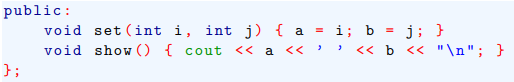 public:
    void set(int i, int j) { a = i; b = j; }
    void show() { cout << a << ’ ’ << b << "\n"; }
};